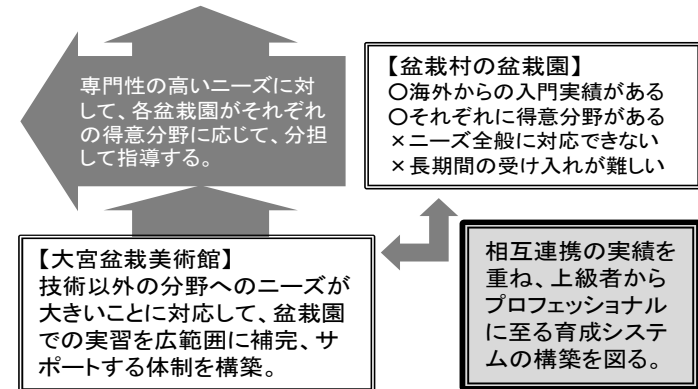 専門性の高いニーズに対
して、各盆栽園がそれぞれ
の得意分野に応じて、分担
して指導する。
【盆栽村の盆栽園】
○海外からの入門実績がある
○それぞれに得意分野がある
×ニーズ全般に対応できない
×長期間の受け入れが難しい
【大宮盆栽美術館】
技術以外の分野へのニーズが
大きいことに対応して、盆栽園
での実習を広範囲に補完、サ
ポートする体制を構築。
相互連携の実績を
重ね、上級者から
プロフェッショナル
に至る育成システ
ムの構築を図る。